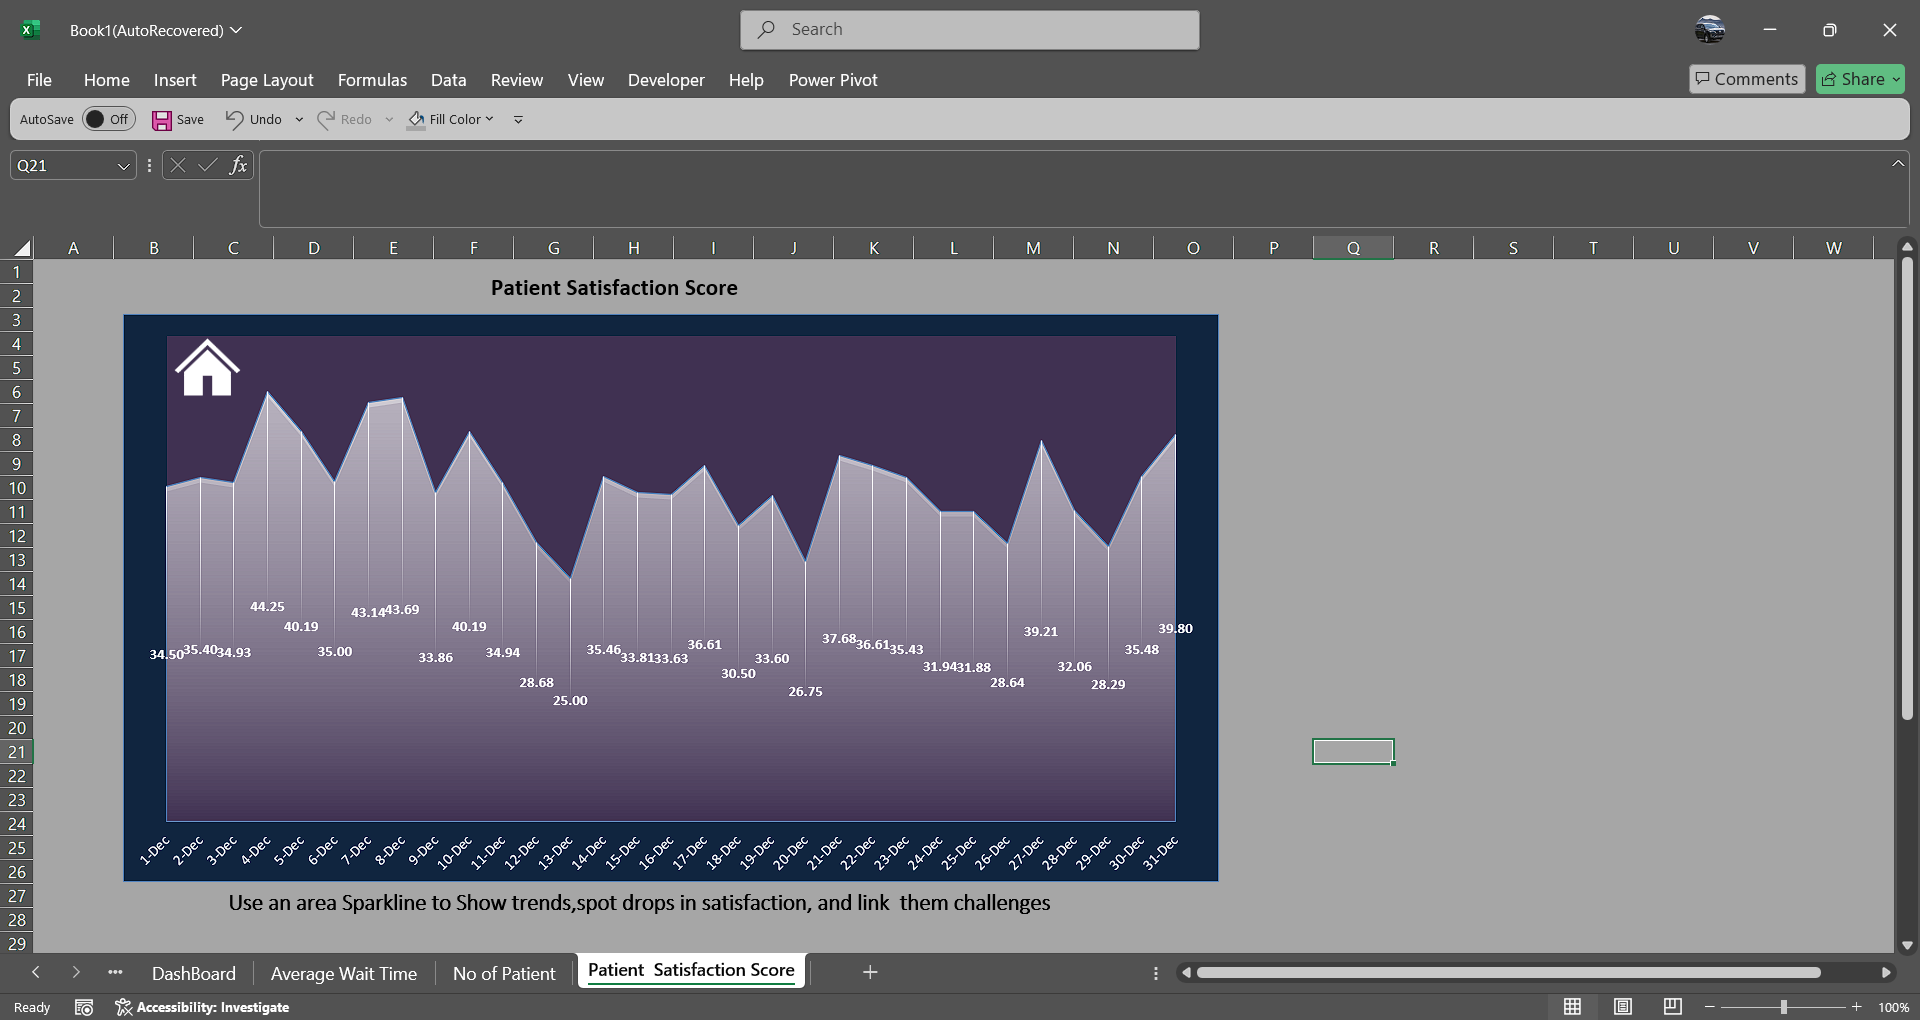 Book1(AutoRecovered)
Search
File Home Insert Page Layout Formulas Data Review View Developer Help Power Pivot
Comments Share
AutoSave Off Save Undo Redo Fill Color
Q21 fx
A B C D E F G H I J K L M N O P Q R S T U V W
1
2
3
4
5
6
7
8
9
10
11
12
13
14
15
16
17
18
19
20
21
22
23
24
25
26
27
28
29
Patient Satisfaction Score
34.50 35.40 34.93 44.25 40.19 35.00 43.14 43.69 33.86 40.19 34.94 28.68 25.00 35.46 33.81 33.63 36.61 30.50 33.60 26.75 37.68 36.61 35.43 31.94 31.88 28.64 39.21 32.06 28.29 35.48 39.80
1-Dec 2-Dec 3-Dec 4-Dec 5-Dec 6-Dec 7-Dec 8-Dec 9-Dec 10-Dec 11-Dec 12-Dec 13-Dec 14-Dec 15-Dec 16-Dec 17-Dec 18-Dec 19-Dec 20-Dec 21-Dec 22-Dec 23-Dec 24-Dec 25-Dec 26-Dec 27-Dec 28-Dec 29-Dec 30-Dec 31-Dec
Use an area Sparkline to Show trends,spot drops in satisfaction, and link  them challenges
DashBoard Average Wait Time No of Patient Patient  Satisfaction Score
Ready Accessibility: Investigate 100%